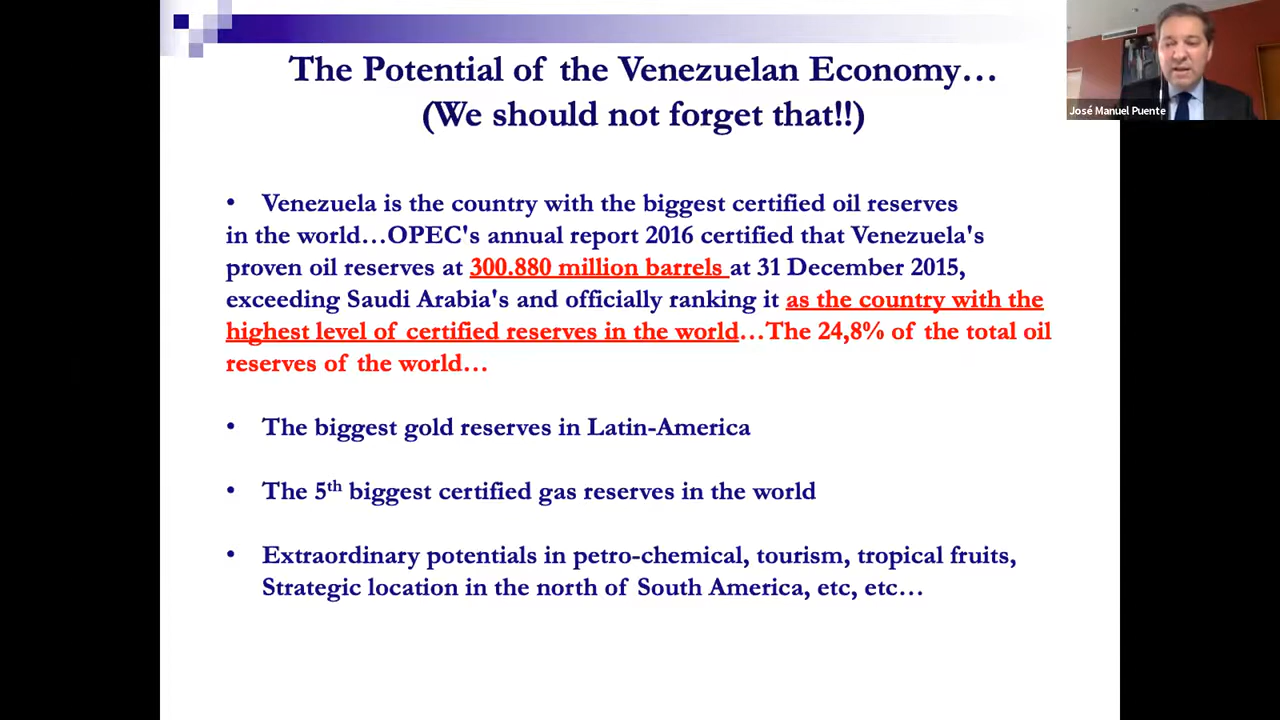 The Potential of the Venezuelan Economy…
(We should not forget that!!)
José Manuel Puente
• Venezuela is the country with the biggest certified oil reserves
in the world…OPEC's annual report 2016 certified that Venezuela's
proven oil reserves at 300.880 million barrels at 31 December 2015,
exceeding Saudi Arabia's and officially ranking it as the country with the
highest level of certified reserves in the world…The 24,8% of the total oil
reserves of the world…
• The biggest gold reserves in Latin-America
• The 5th biggest certified gas reserves in the world
• Extraordinary potentials in petro-chemical, tourism, tropical fruits,
Strategic location in the north of South America, etc, etc…